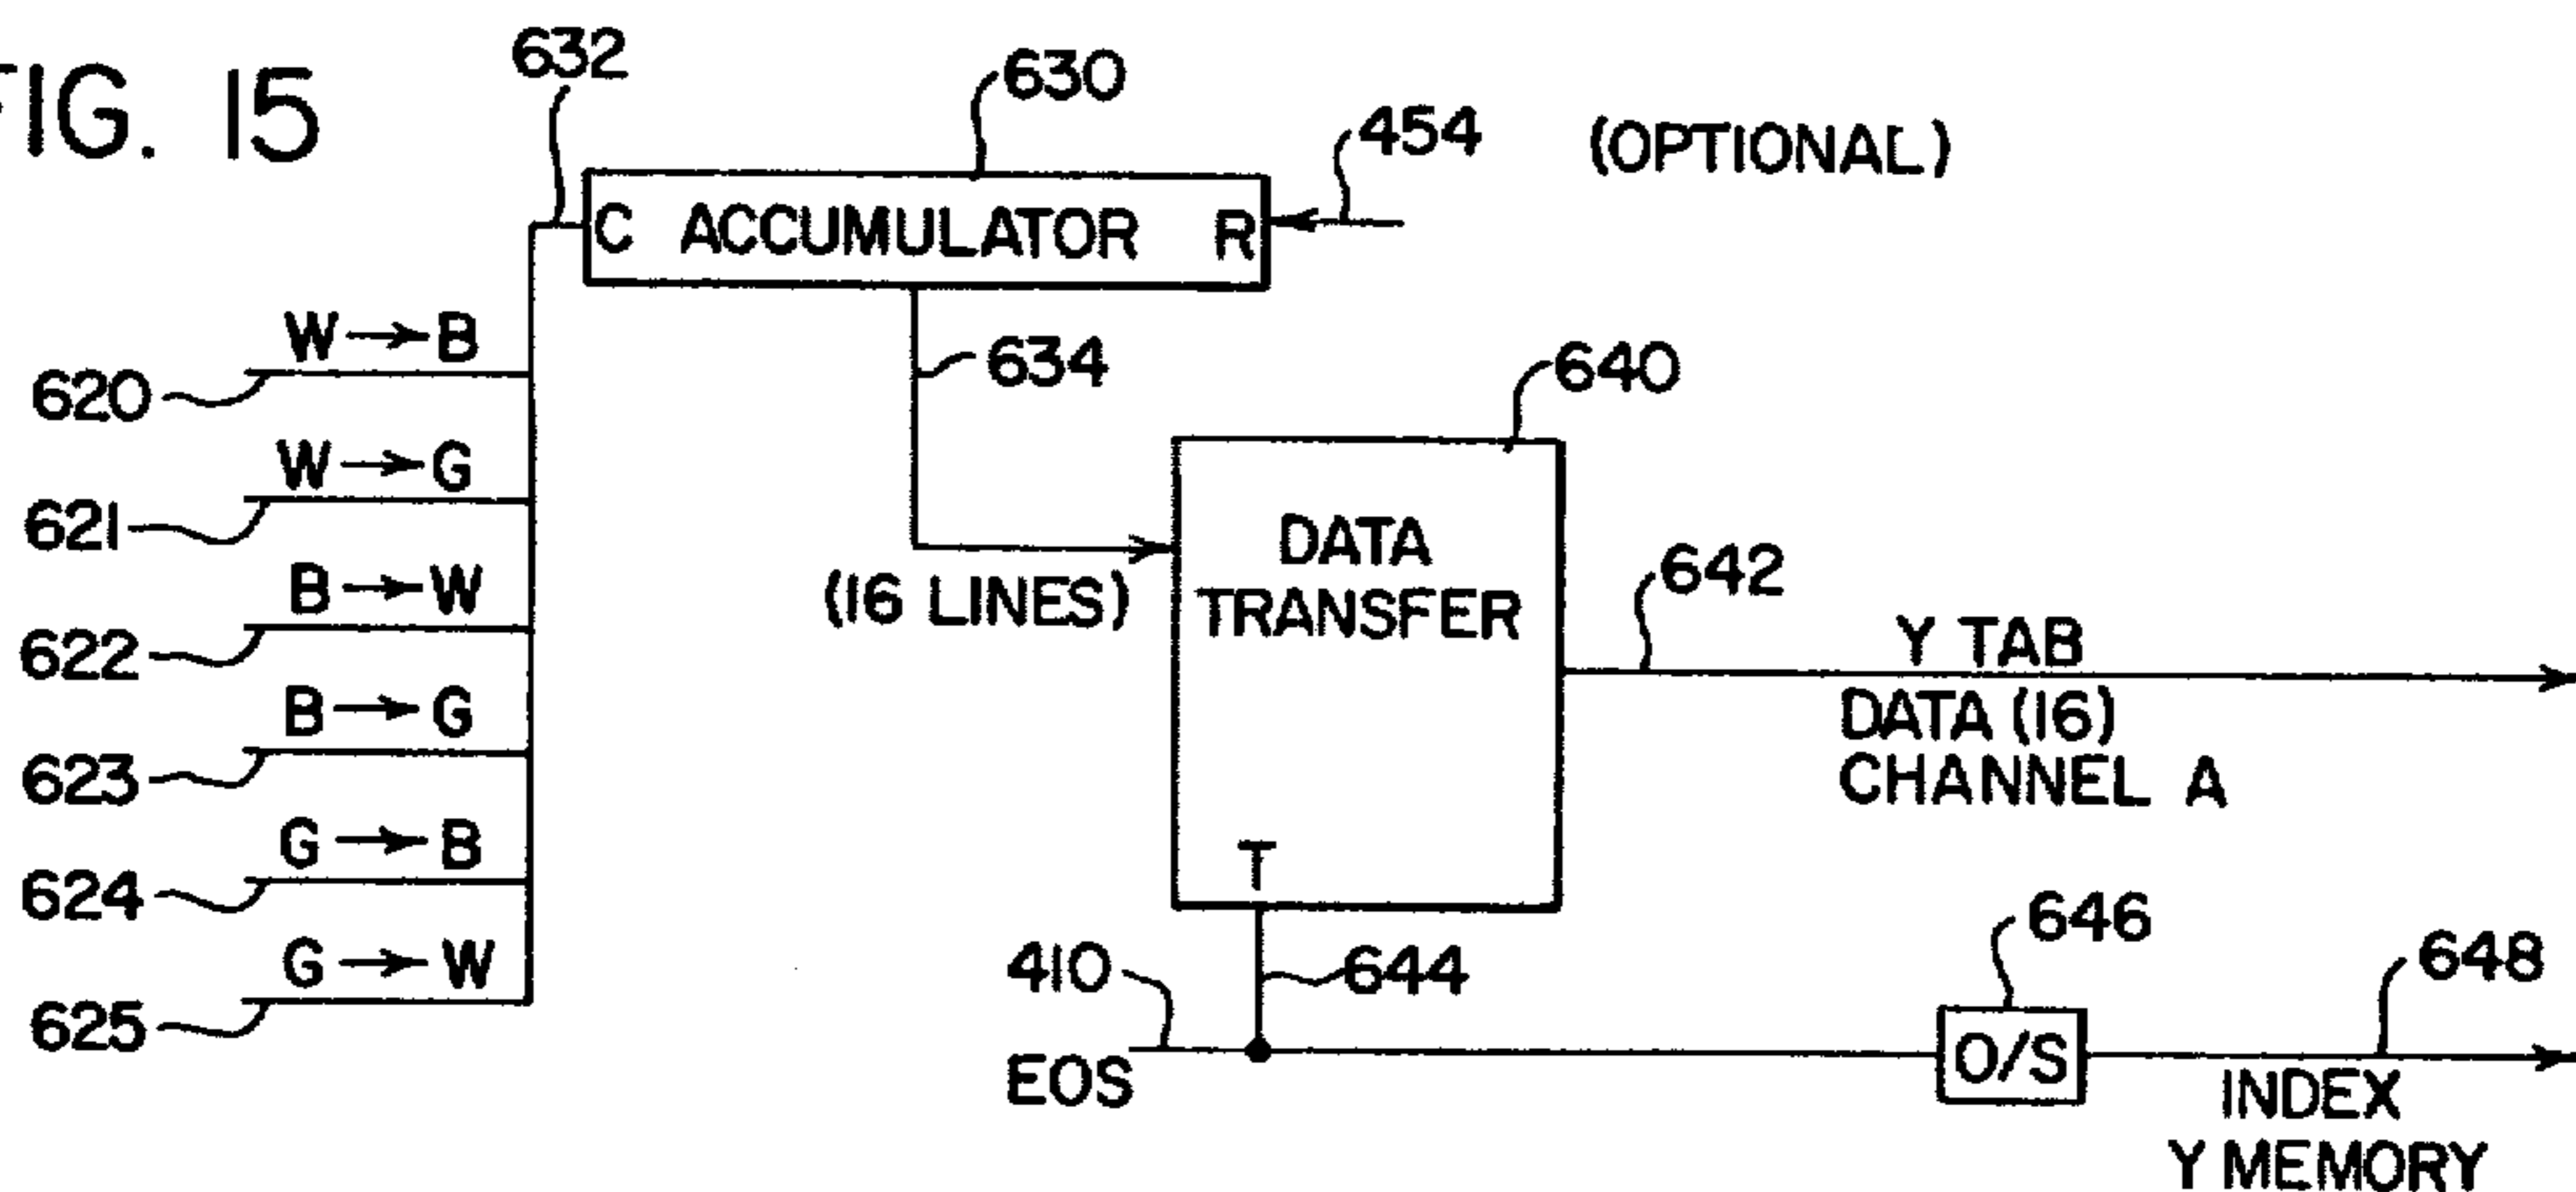 FIG. 15
632
630
454 (OPTIONAL)
C ACCUMULATOR R
W→B
620
634
640
W→G
621
DATA
TRANSFER
(16 LINES)
642
B→W
622
Y TAB
DATA (16)
CHANNEL A
B→G
623
G→B
624
T
646
G→W
625
410
644
648
EOS
O/S
INDEX
Y MEMORY